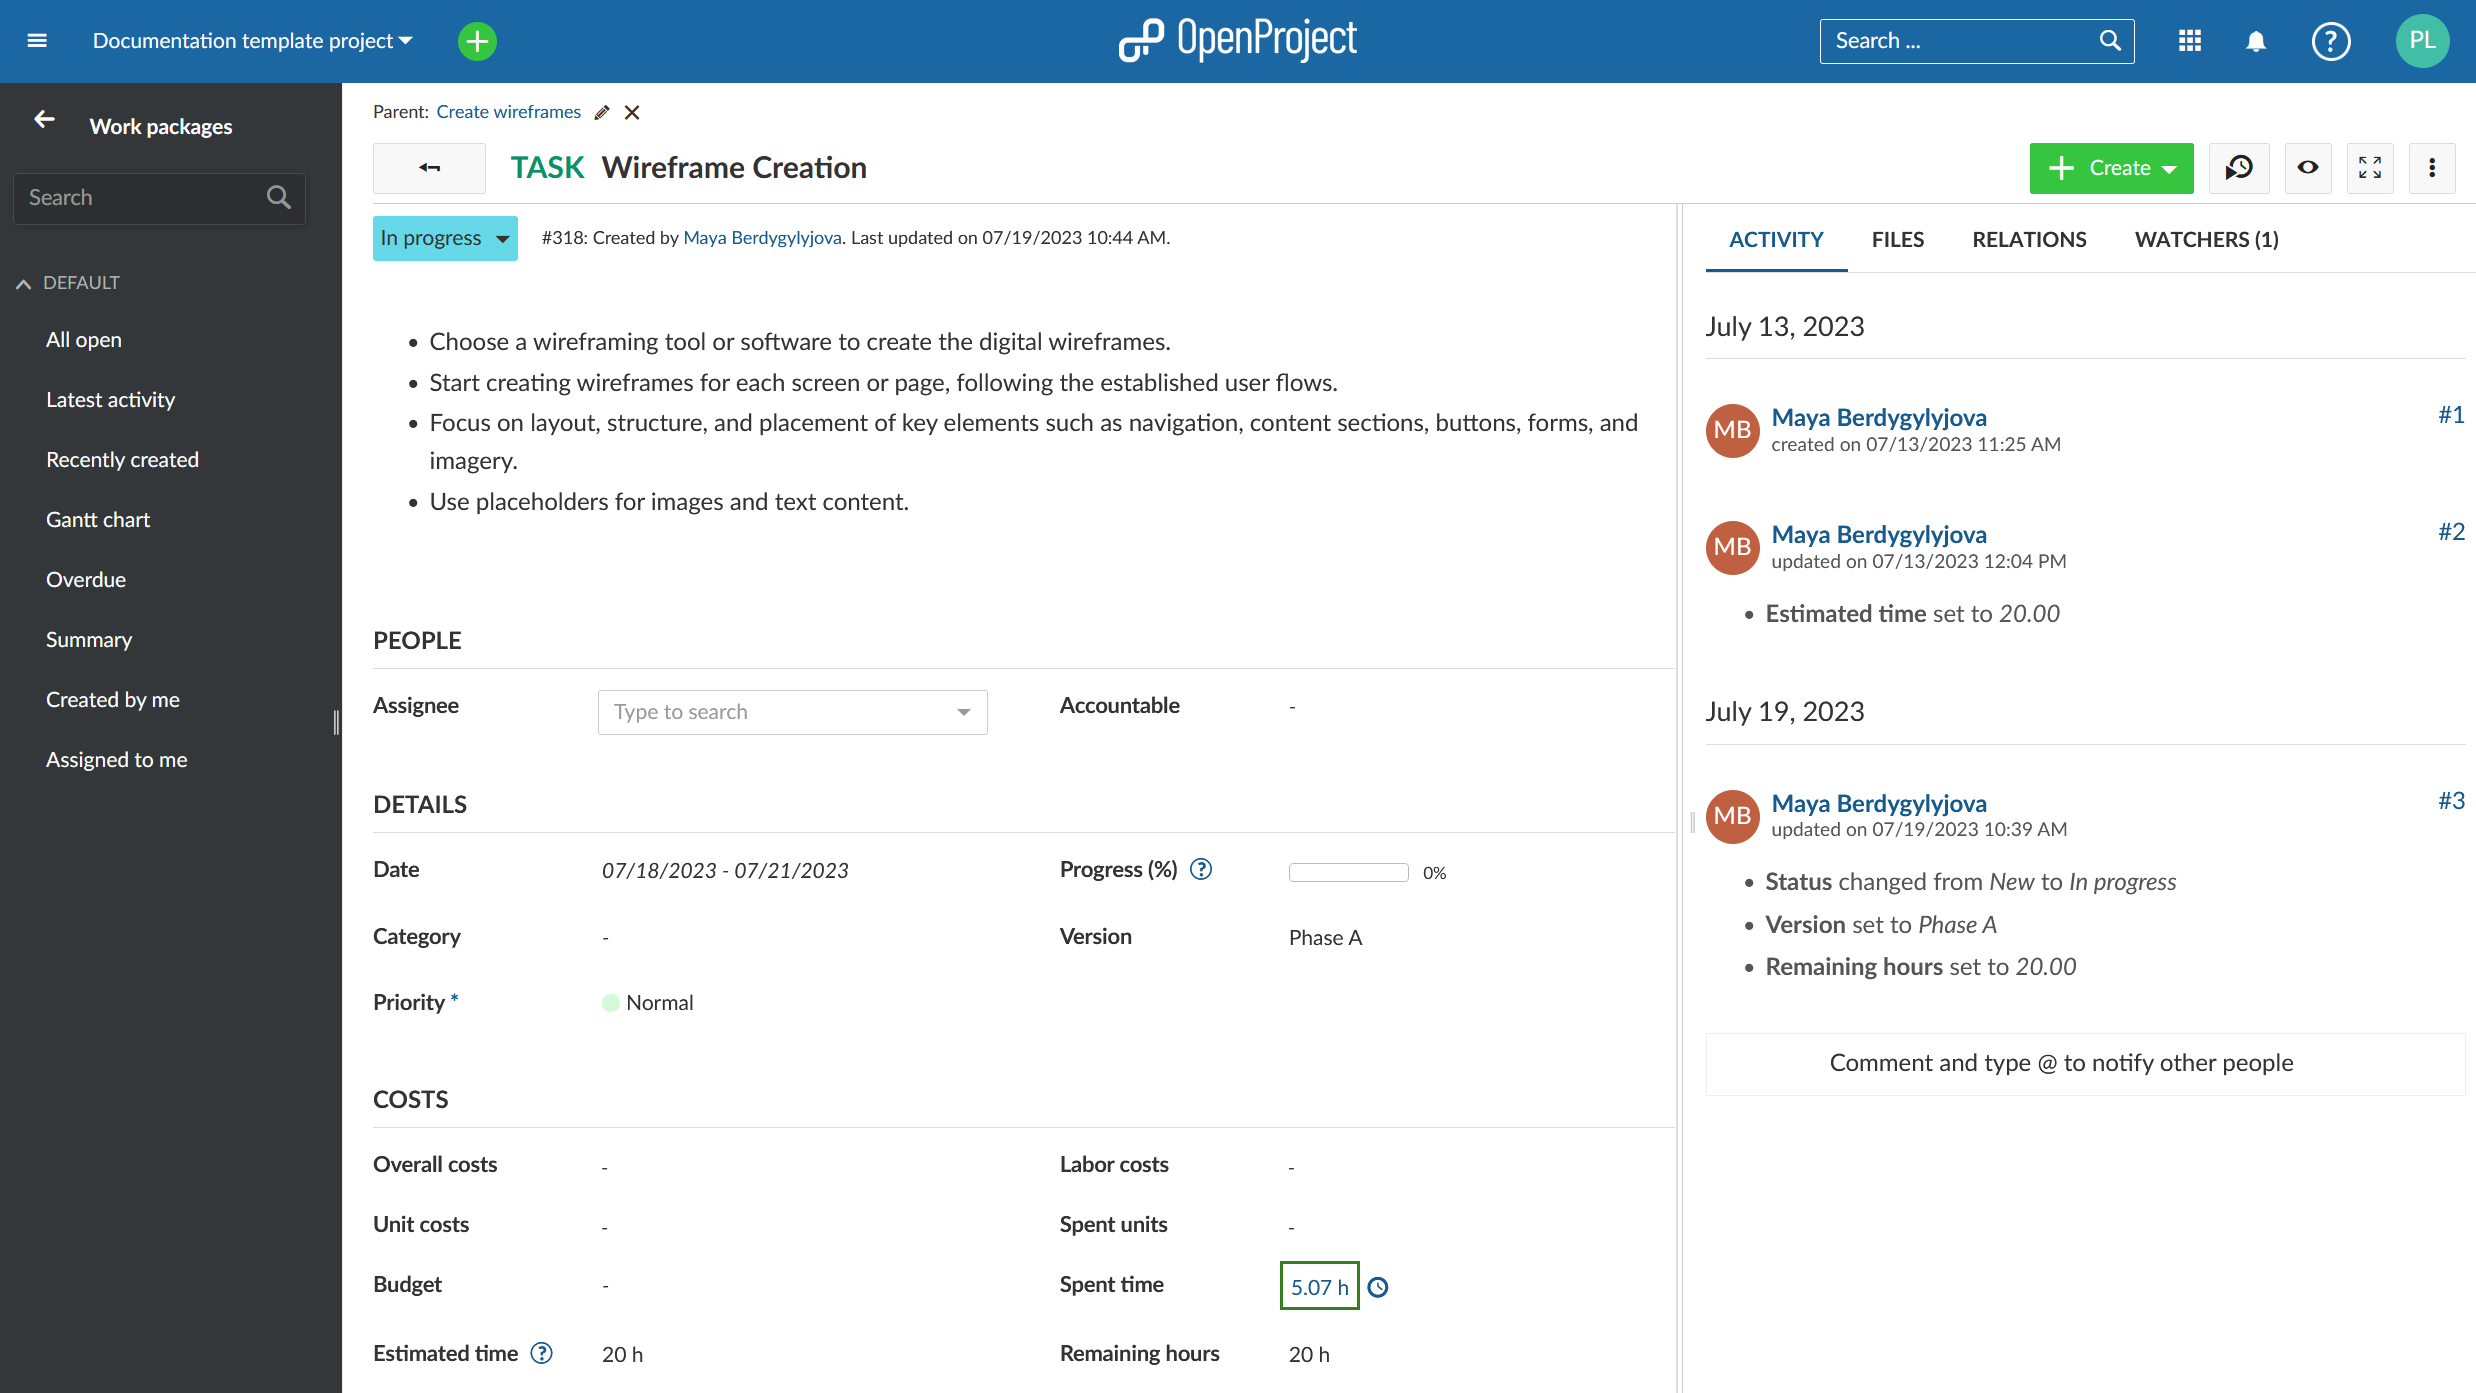 Documentation template project
OpenProject
Search ...
?
PL
Work packages
Search
DEFAULT
All open
Latest activity
Recently created
Gantt chart
Overdue
Summary
Created by me
Assigned to me
Parent: Create wireframes
TASK Wireframe Creation
Create
In progress
#318: Created by Maya Berdygylyjova. Last updated on 07/19/2023 10:44 AM.
• Choose a wireframing tool or software to create the digital wireframes.
• Start creating wireframes for each screen or page, following the established user flows.
• Focus on layout, structure, and placement of key elements such as navigation, content sections, buttons, forms, and
imagery.
• Use placeholders for images and text content.
PEOPLE
Assignee Type to search Accountable -
DETAILS
Date 07/18/2023 - 07/21/2023 Progress (%) ? 0%
Category - Version Phase A
Priority * Normal
COSTS
Overall costs - Labor costs -
Unit costs - Spent units -
Budget - Spent time 5.07 h
Estimated time ? 20 h Remaining hours 20 h
ACTIVITY FILES RELATIONS WATCHERS (1)
July 13, 2023
MB Maya Berdygylyjova #1
created on 07/13/2023 11:25 AM
MB Maya Berdygylyjova #2
updated on 07/13/2023 12:04 PM
• Estimated time set to 20.00
July 19, 2023
MB Maya Berdygylyjova #3
updated on 07/19/2023 10:39 AM
• Status changed from New to In progress
• Version set to Phase A
• Remaining hours set to 20.00
Comment and type @ to notify other people